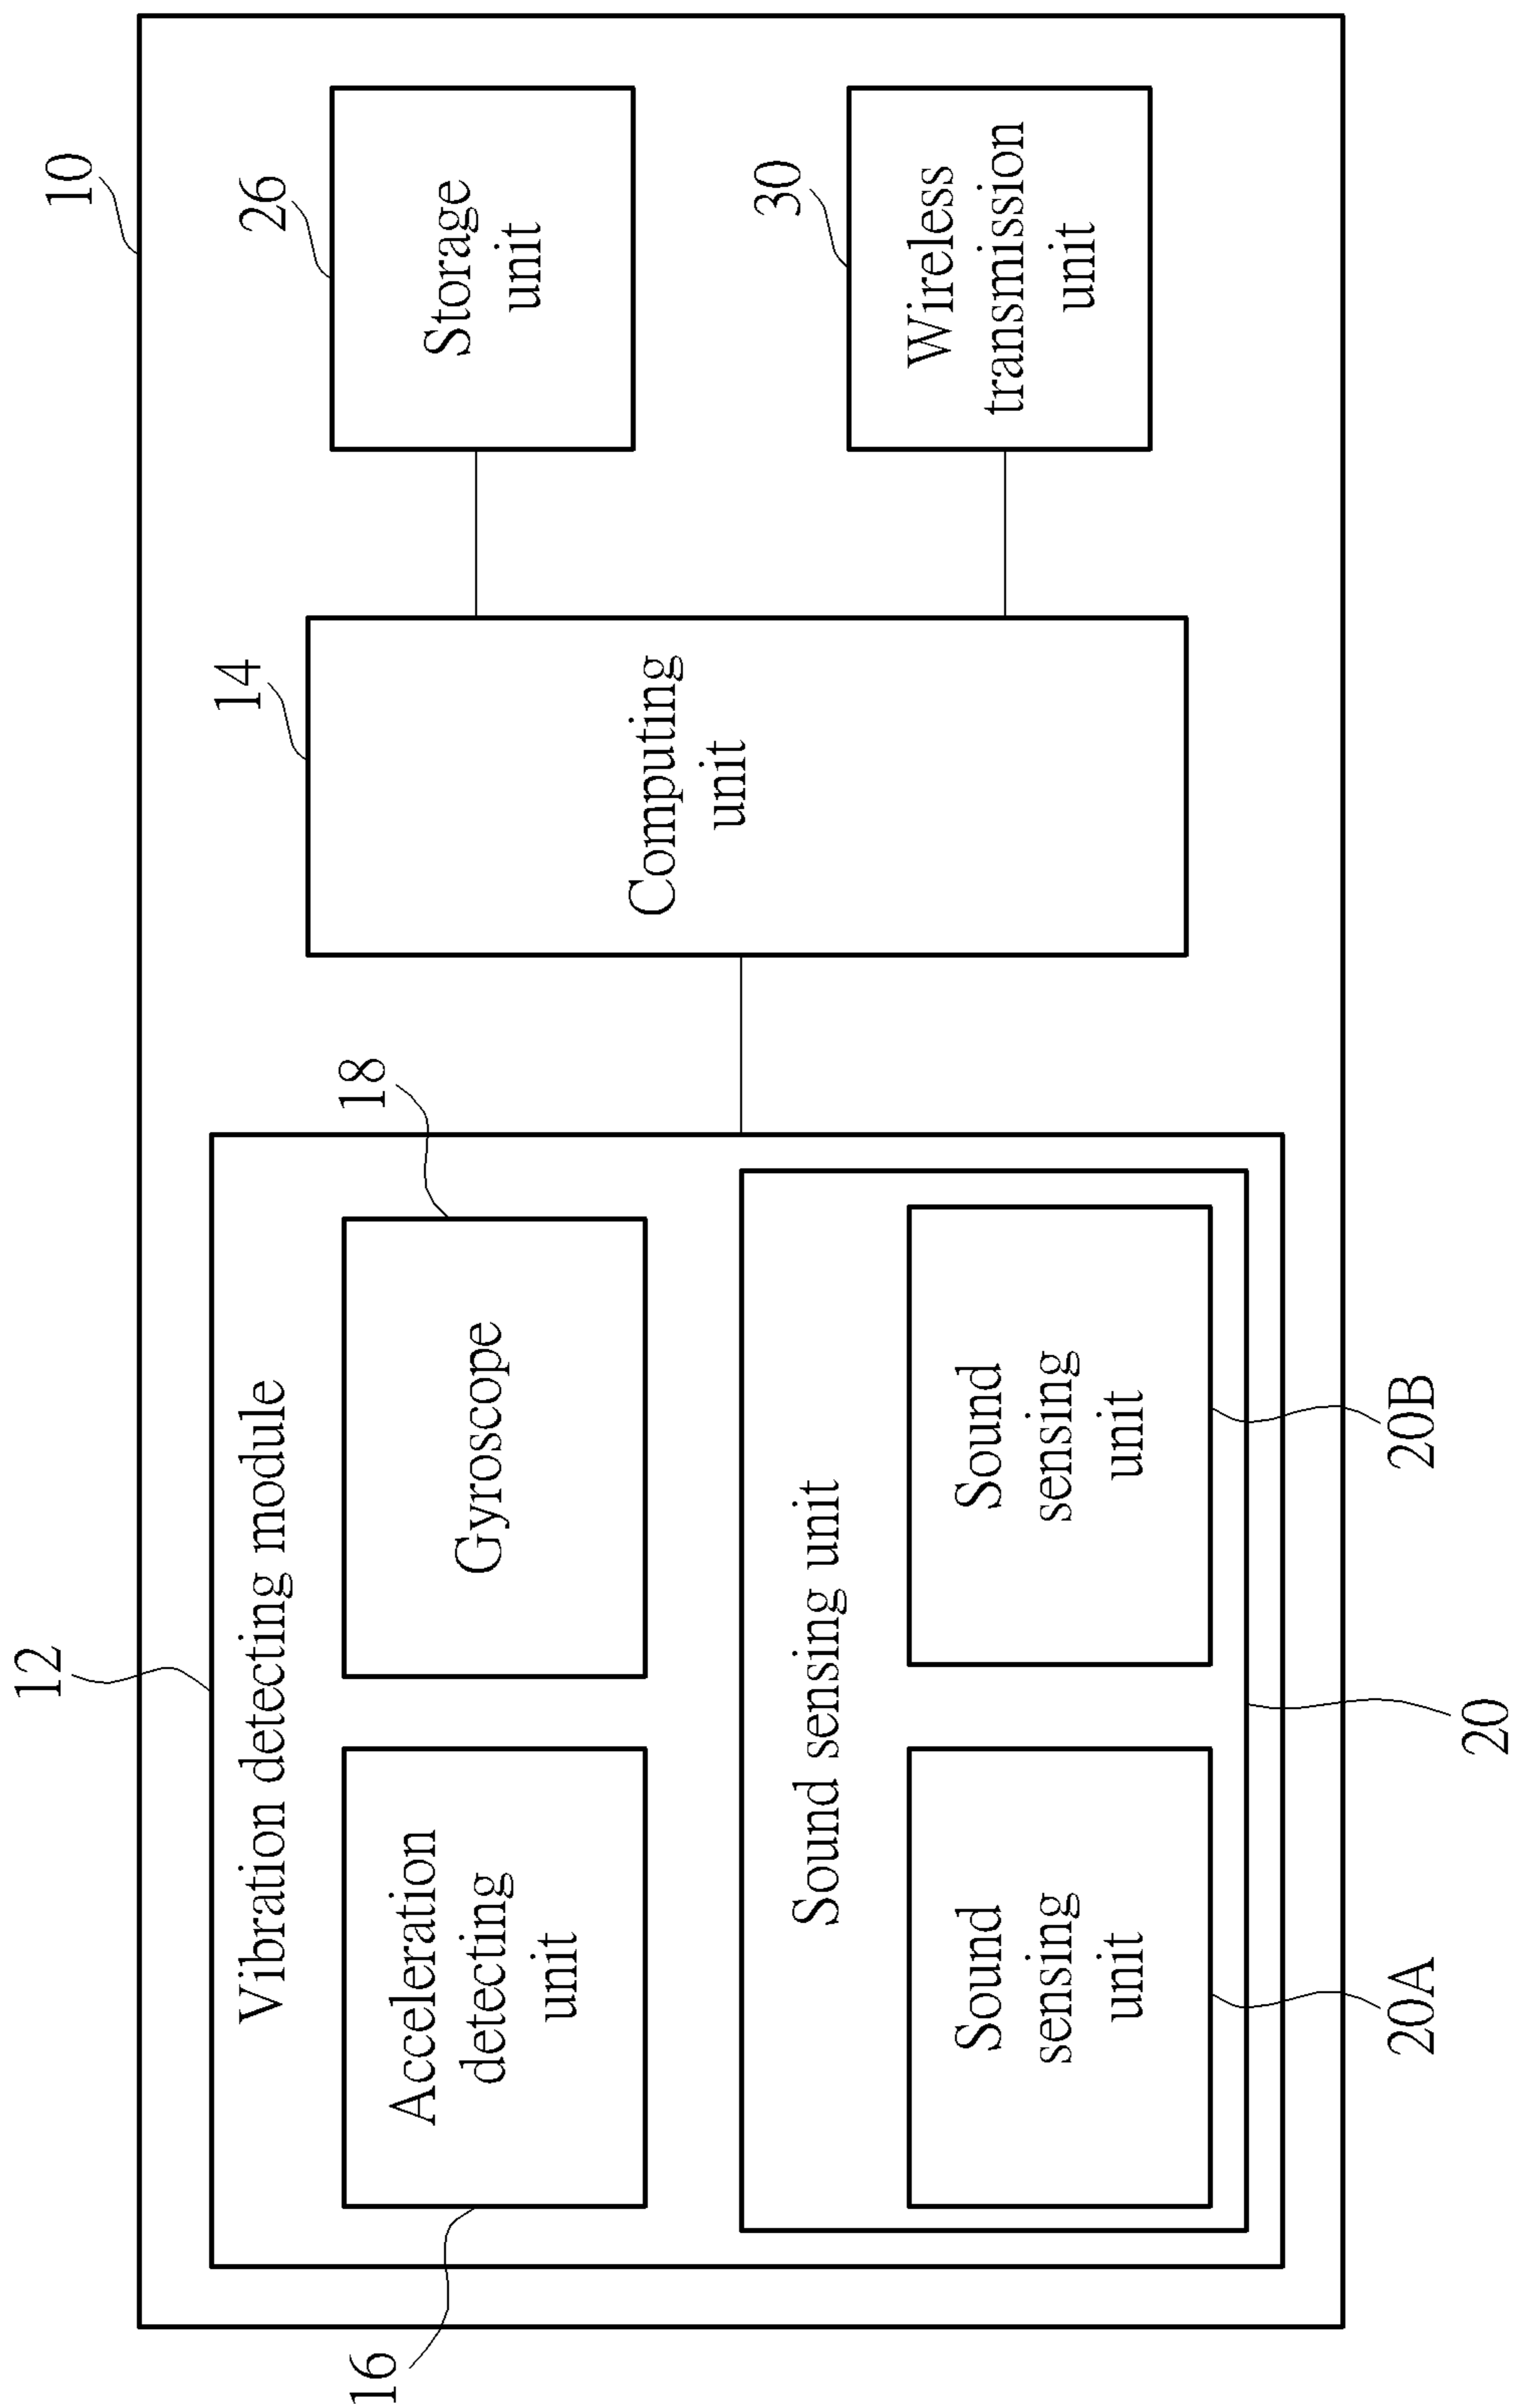 10
12
Vibration detecting module
16
Acceleration
detecting
unit
18
Gyroscope
Sound sensing unit
Sound
sensing
unit
20A
Sound
sensing
unit
20B
20
14
Computing
unit
26
Storage
unit
30
Wireless
transmission
unit